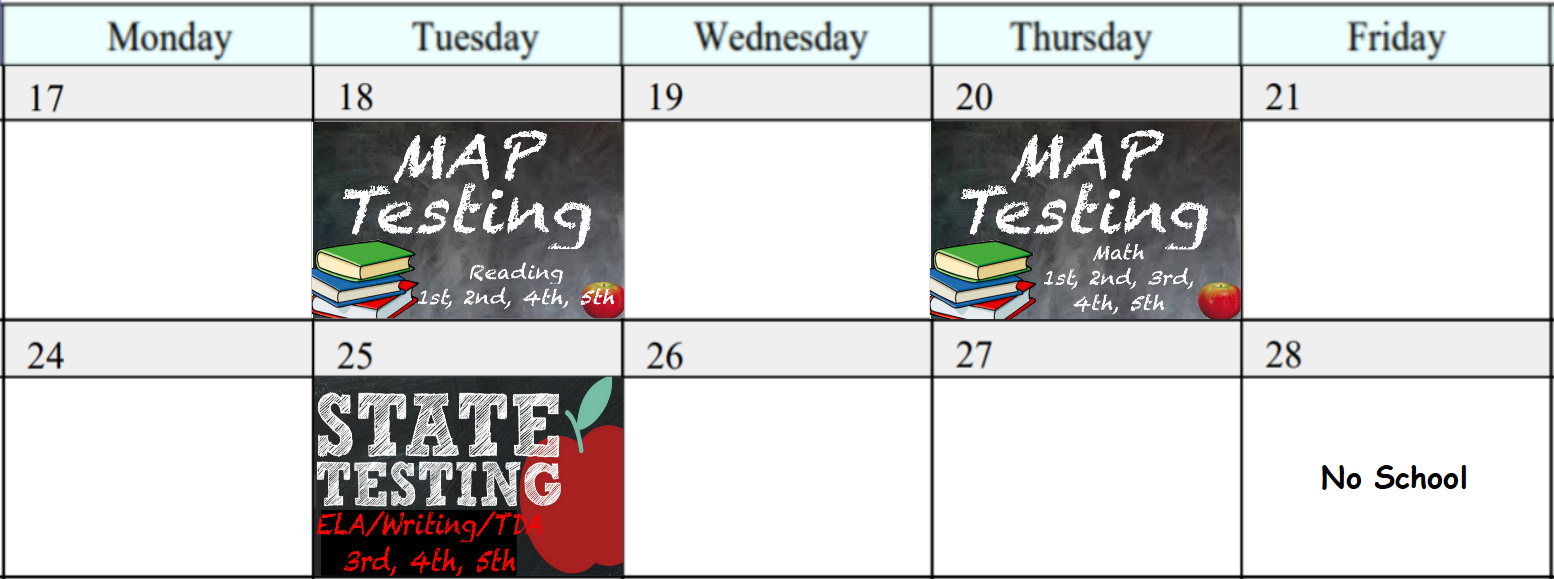 Monday Tuesday Wednesday Thursday Friday
17 18 19 20 21
MAP
Testing
Reading
1st, 2nd, 4th, 5th
MAP
Testing
Math
1st, 2nd, 3rd,
4th, 5th
24 25 26 27 28
STATE
TESTING
ELA/Writing/TDA
3rd, 4th, 5th
No School